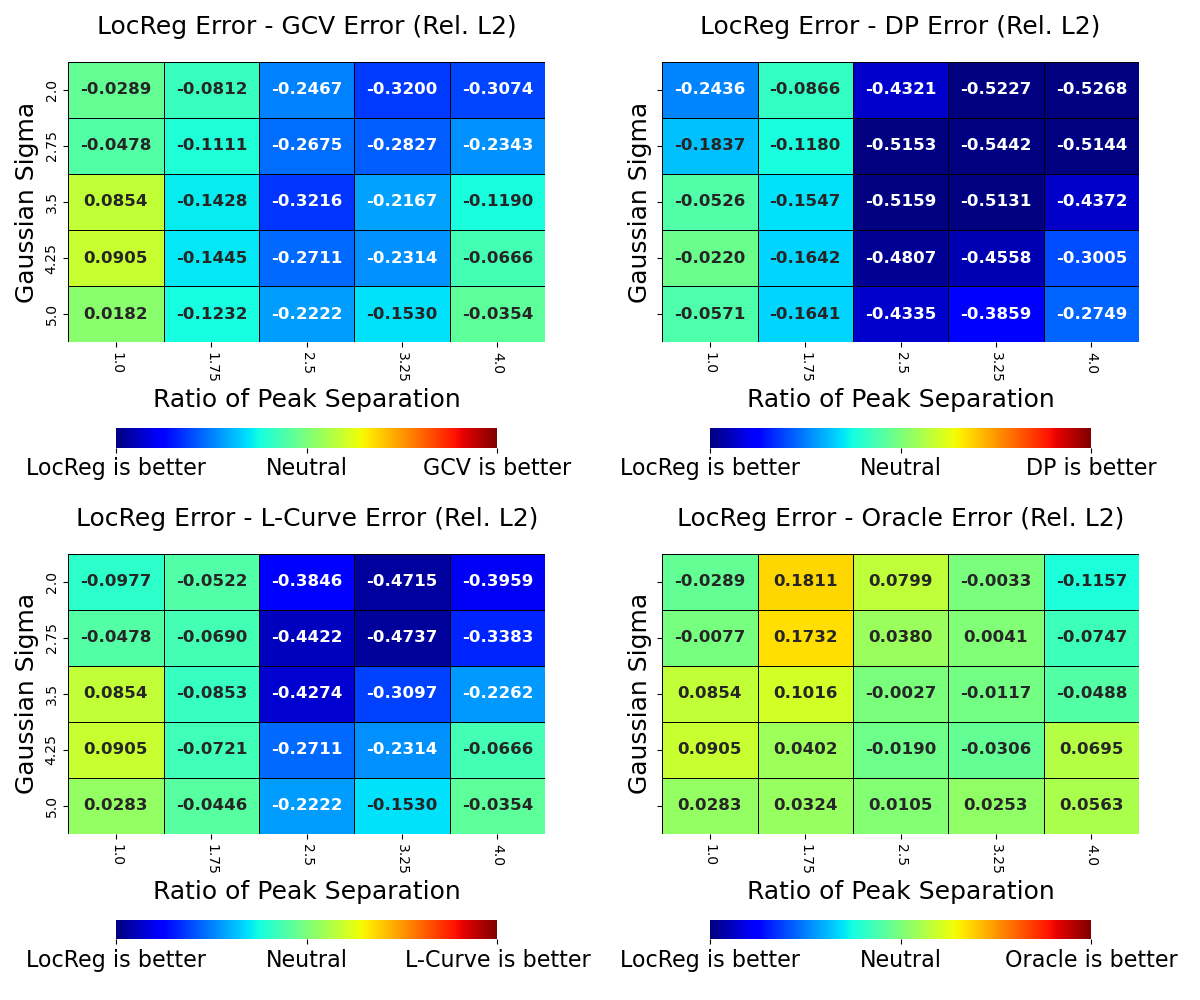 LocReg Error - GCV Error (Rel. L2)
Gaussian Sigma
2.0 -0.0289 -0.0812 -0.2467 -0.3200 -0.3074
2.75 -0.0478 -0.1111 -0.2675 -0.2827 -0.2343
3.5 0.0854 -0.1428 -0.3216 -0.2167 -0.1190
4.25 0.0905 -0.1445 -0.2711 -0.2314 -0.0666
5.0 0.0182 -0.1232 -0.2222 -0.1530 -0.0354
1.0 1.75 2.5 3.25 4.0
Ratio of Peak Separation
LocReg is better Neutral GCV is better
LocReg Error - DP Error (Rel. L2)
Gaussian Sigma
-0.2436 -0.0866 -0.4321 -0.5227 -0.5268
-0.1837 -0.1180 -0.5153 -0.5442 -0.5144
-0.0526 -0.1547 -0.5159 -0.5131 -0.4372
-0.0220 -0.1642 -0.4807 -0.4558 -0.3005
-0.0571 -0.1641 -0.4335 -0.3859 -0.2749
1.0 1.75 2.5 3.25 4.0
Ratio of Peak Separation
LocReg is better Neutral DP is better
LocReg Error - L-Curve Error (Rel. L2)
Gaussian Sigma
2.0 -0.0977 -0.0522 -0.3846 -0.4715 -0.3959
2.75 -0.0478 -0.0690 -0.4422 -0.4737 -0.3383
3.5 0.0854 -0.0853 -0.4274 -0.3097 -0.2262
4.25 0.0905 -0.0721 -0.2711 -0.2314 -0.0666
5.0 0.0283 -0.0446 -0.2222 -0.1530 -0.0354
1.0 1.75 2.5 3.25 4.0
Ratio of Peak Separation
LocReg is better Neutral L-Curve is better
LocReg Error - Oracle Error (Rel. L2)
Gaussian Sigma
-0.0289 0.1811 0.0799 -0.0033 -0.1157
-0.0077 0.1732 0.0380 0.0041 -0.0747
0.0854 0.1016 -0.0027 -0.0117 -0.0488
0.0905 0.0402 -0.0190 -0.0306 0.0695
0.0283 0.0324 0.0105 0.0253 0.0563
1.0 1.75 2.5 3.25 4.0
Ratio of Peak Separation
LocReg is better Neutral Oracle is better